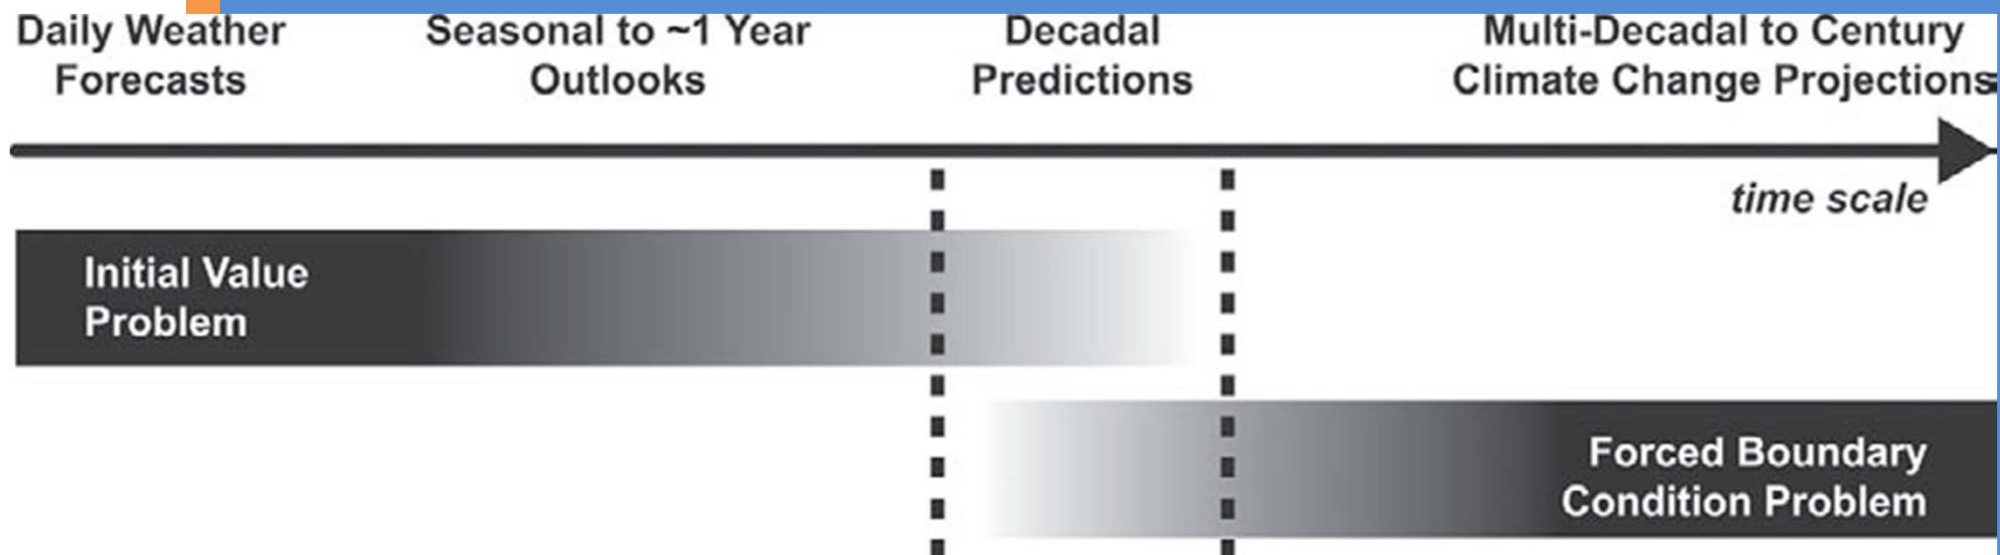 Daily Weather
Forecasts
Seasonal to ~1 Year
Outlooks
Decadal
Predictions
Multi-Decadal to Century
Climate Change Projections
time scale
Initial Value
Problem
Forced Boundary
Condition Problem